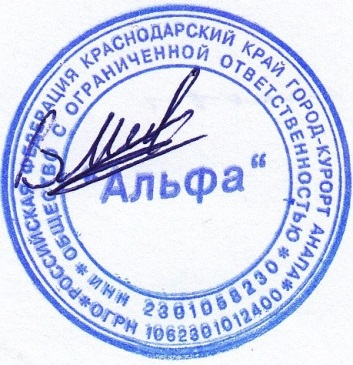 *РОССИЙСКАЯ ФЕДЕРАЦИЯ КРАСНОДАРСКИЙ КРАЙ ГОРОД-КУРОРТ АНАПА*
ОГРН 1062301012400
*ОБЩЕСТВО С ОГРАНИЧЕННОЙ ОТВЕТСТВЕННОСТЬЮ*
ИНН 2301058230
"Альфа"